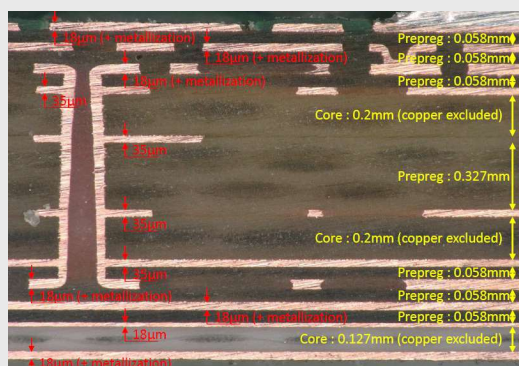 18µm (+ metallization)
Prepreg : 0.058mm
18µm (+ metallization)
Prepreg : 0.058mm
18µm (+ metallization)
Prepreg : 0.058mm
35µm
Core : 0.2mm (copper excluded)
35µm
Prepreg : 0.327mm
35µm
Core : 0.2mm (copper excluded)
35µm
Prepreg : 0.058mm
18µm (+ metallization)
Prepreg : 0.058mm
18µm (+ metallization)
Prepreg : 0.058mm
18µm
Core : 0.127mm (copper excluded)
18µm (+ metallization)